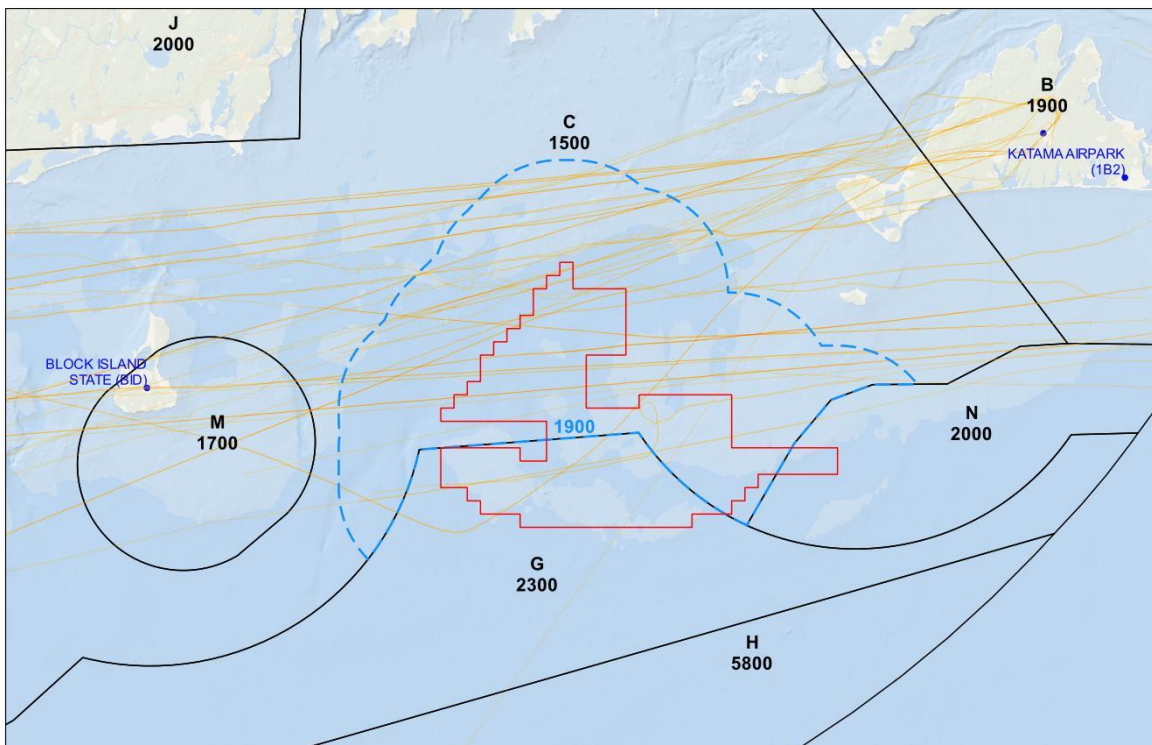 J
2000
B
1900
C
1500
KATAMA AIRPARK
(1B2)
BLOCK ISLAND
STATE (BID)
M
1700
1900
N
2000
G
2300
H
5800